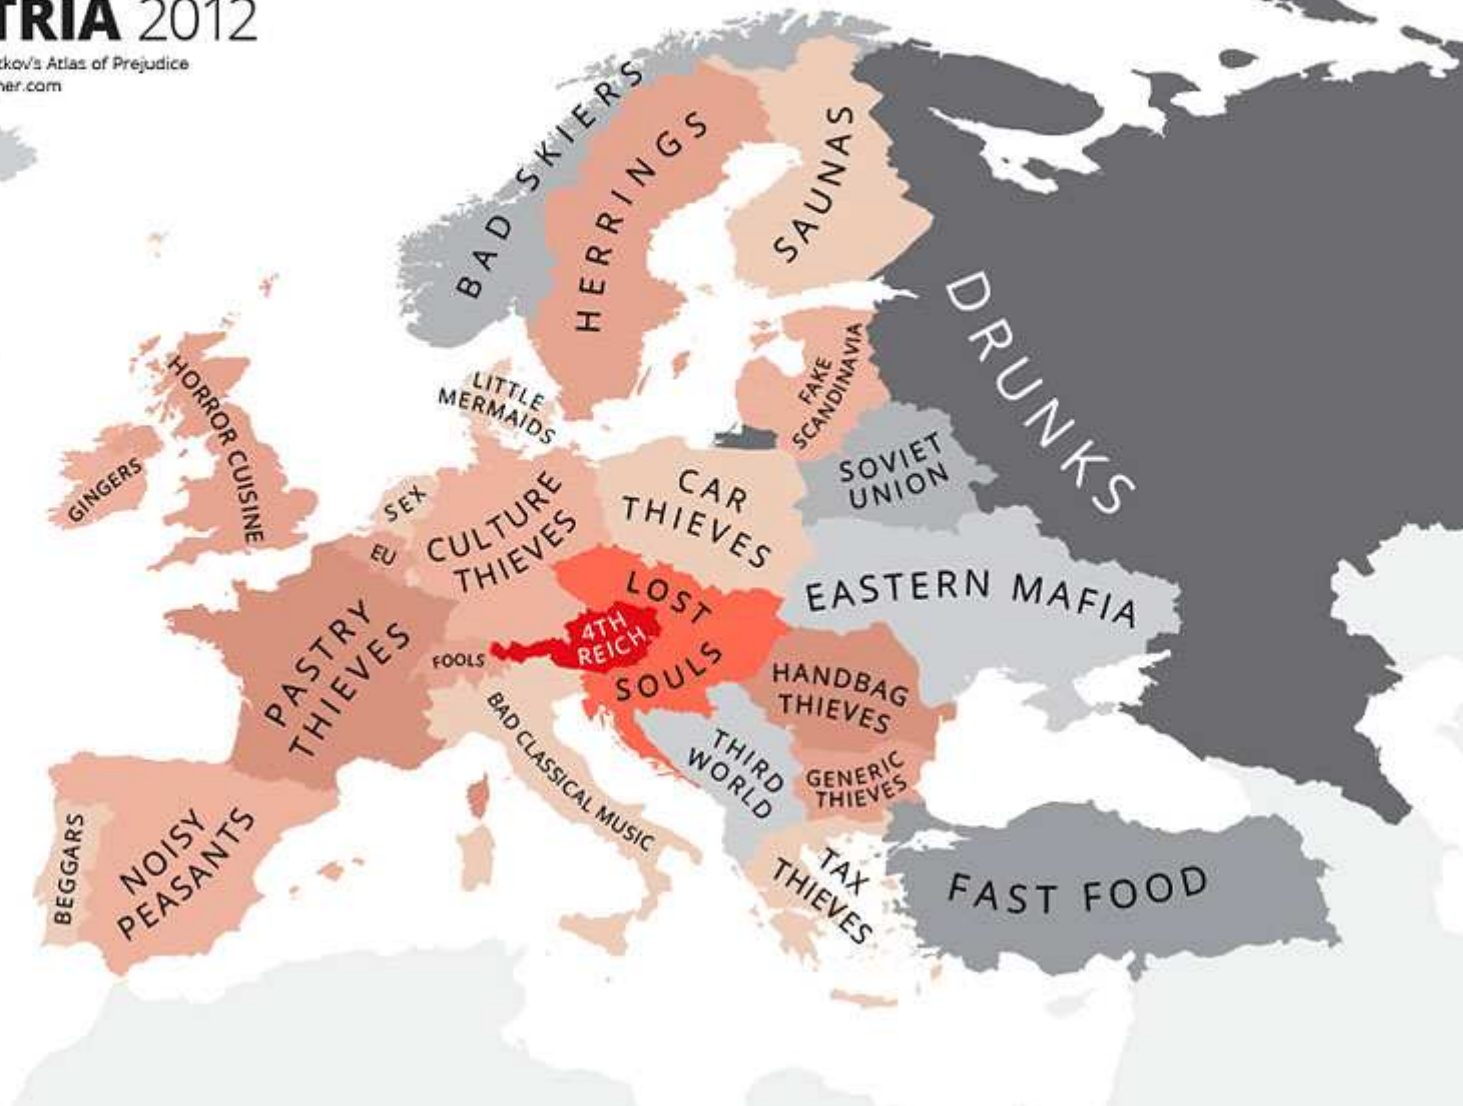 TRIA 2012
tkov's Atlas of Prejudice
ner.com
BAD SKIERS
HERRINGS
SAUNAS
DRUNKS
LITTLE
MERMAIDS
FAKE
SCANDINAVIA
HORROR CUISINE
GINGERS
SEX
EU
CULTURE
THIEVES
CAR
THIEVES
SOVIET
UNION
EASTERN MAFIA
LOST
SOULS
4TH
REICH
FOOLS
PASTRY
THIEVES
HANDBAG
THIEVES
BAD CLASSICAL MUSIC
THIRD
WORLD
GENERIC
THIEVES
BEGGARS
NOISY
PEASANTS
TAX
THIEVES
FAST FOOD